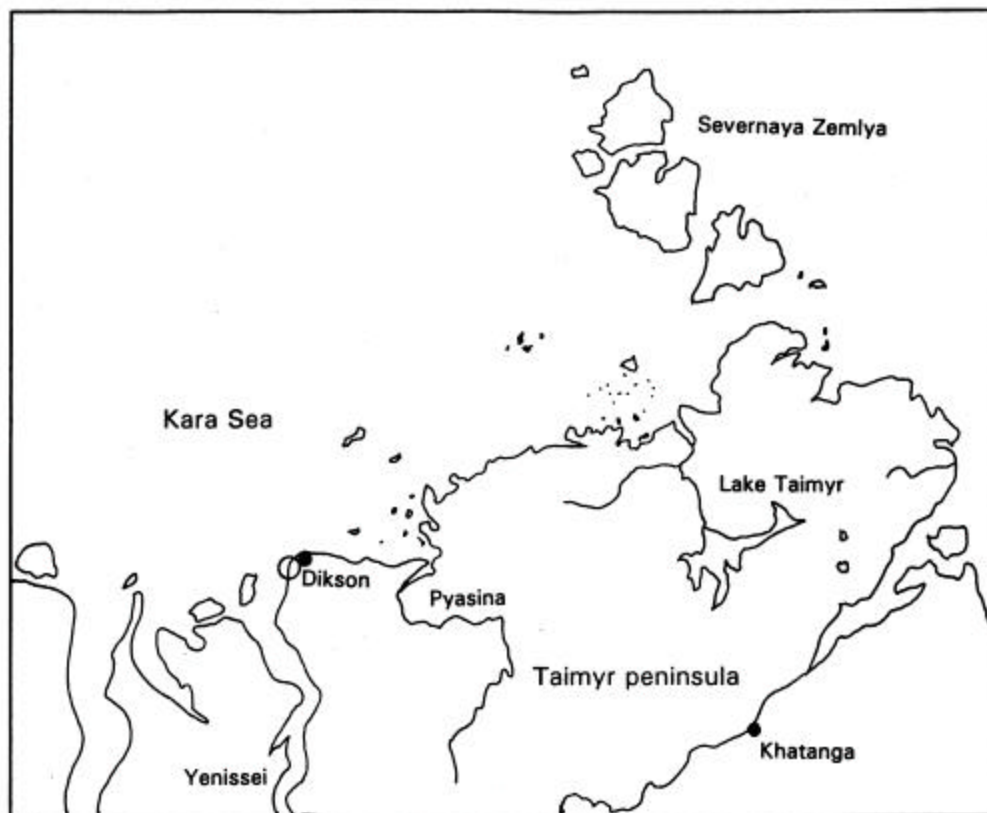 Severnaya Zemlya
Kara Sea
Lake Taimyr
Dikson
Pyasina
Taimyr peninsula
Khatanga
Yenissei